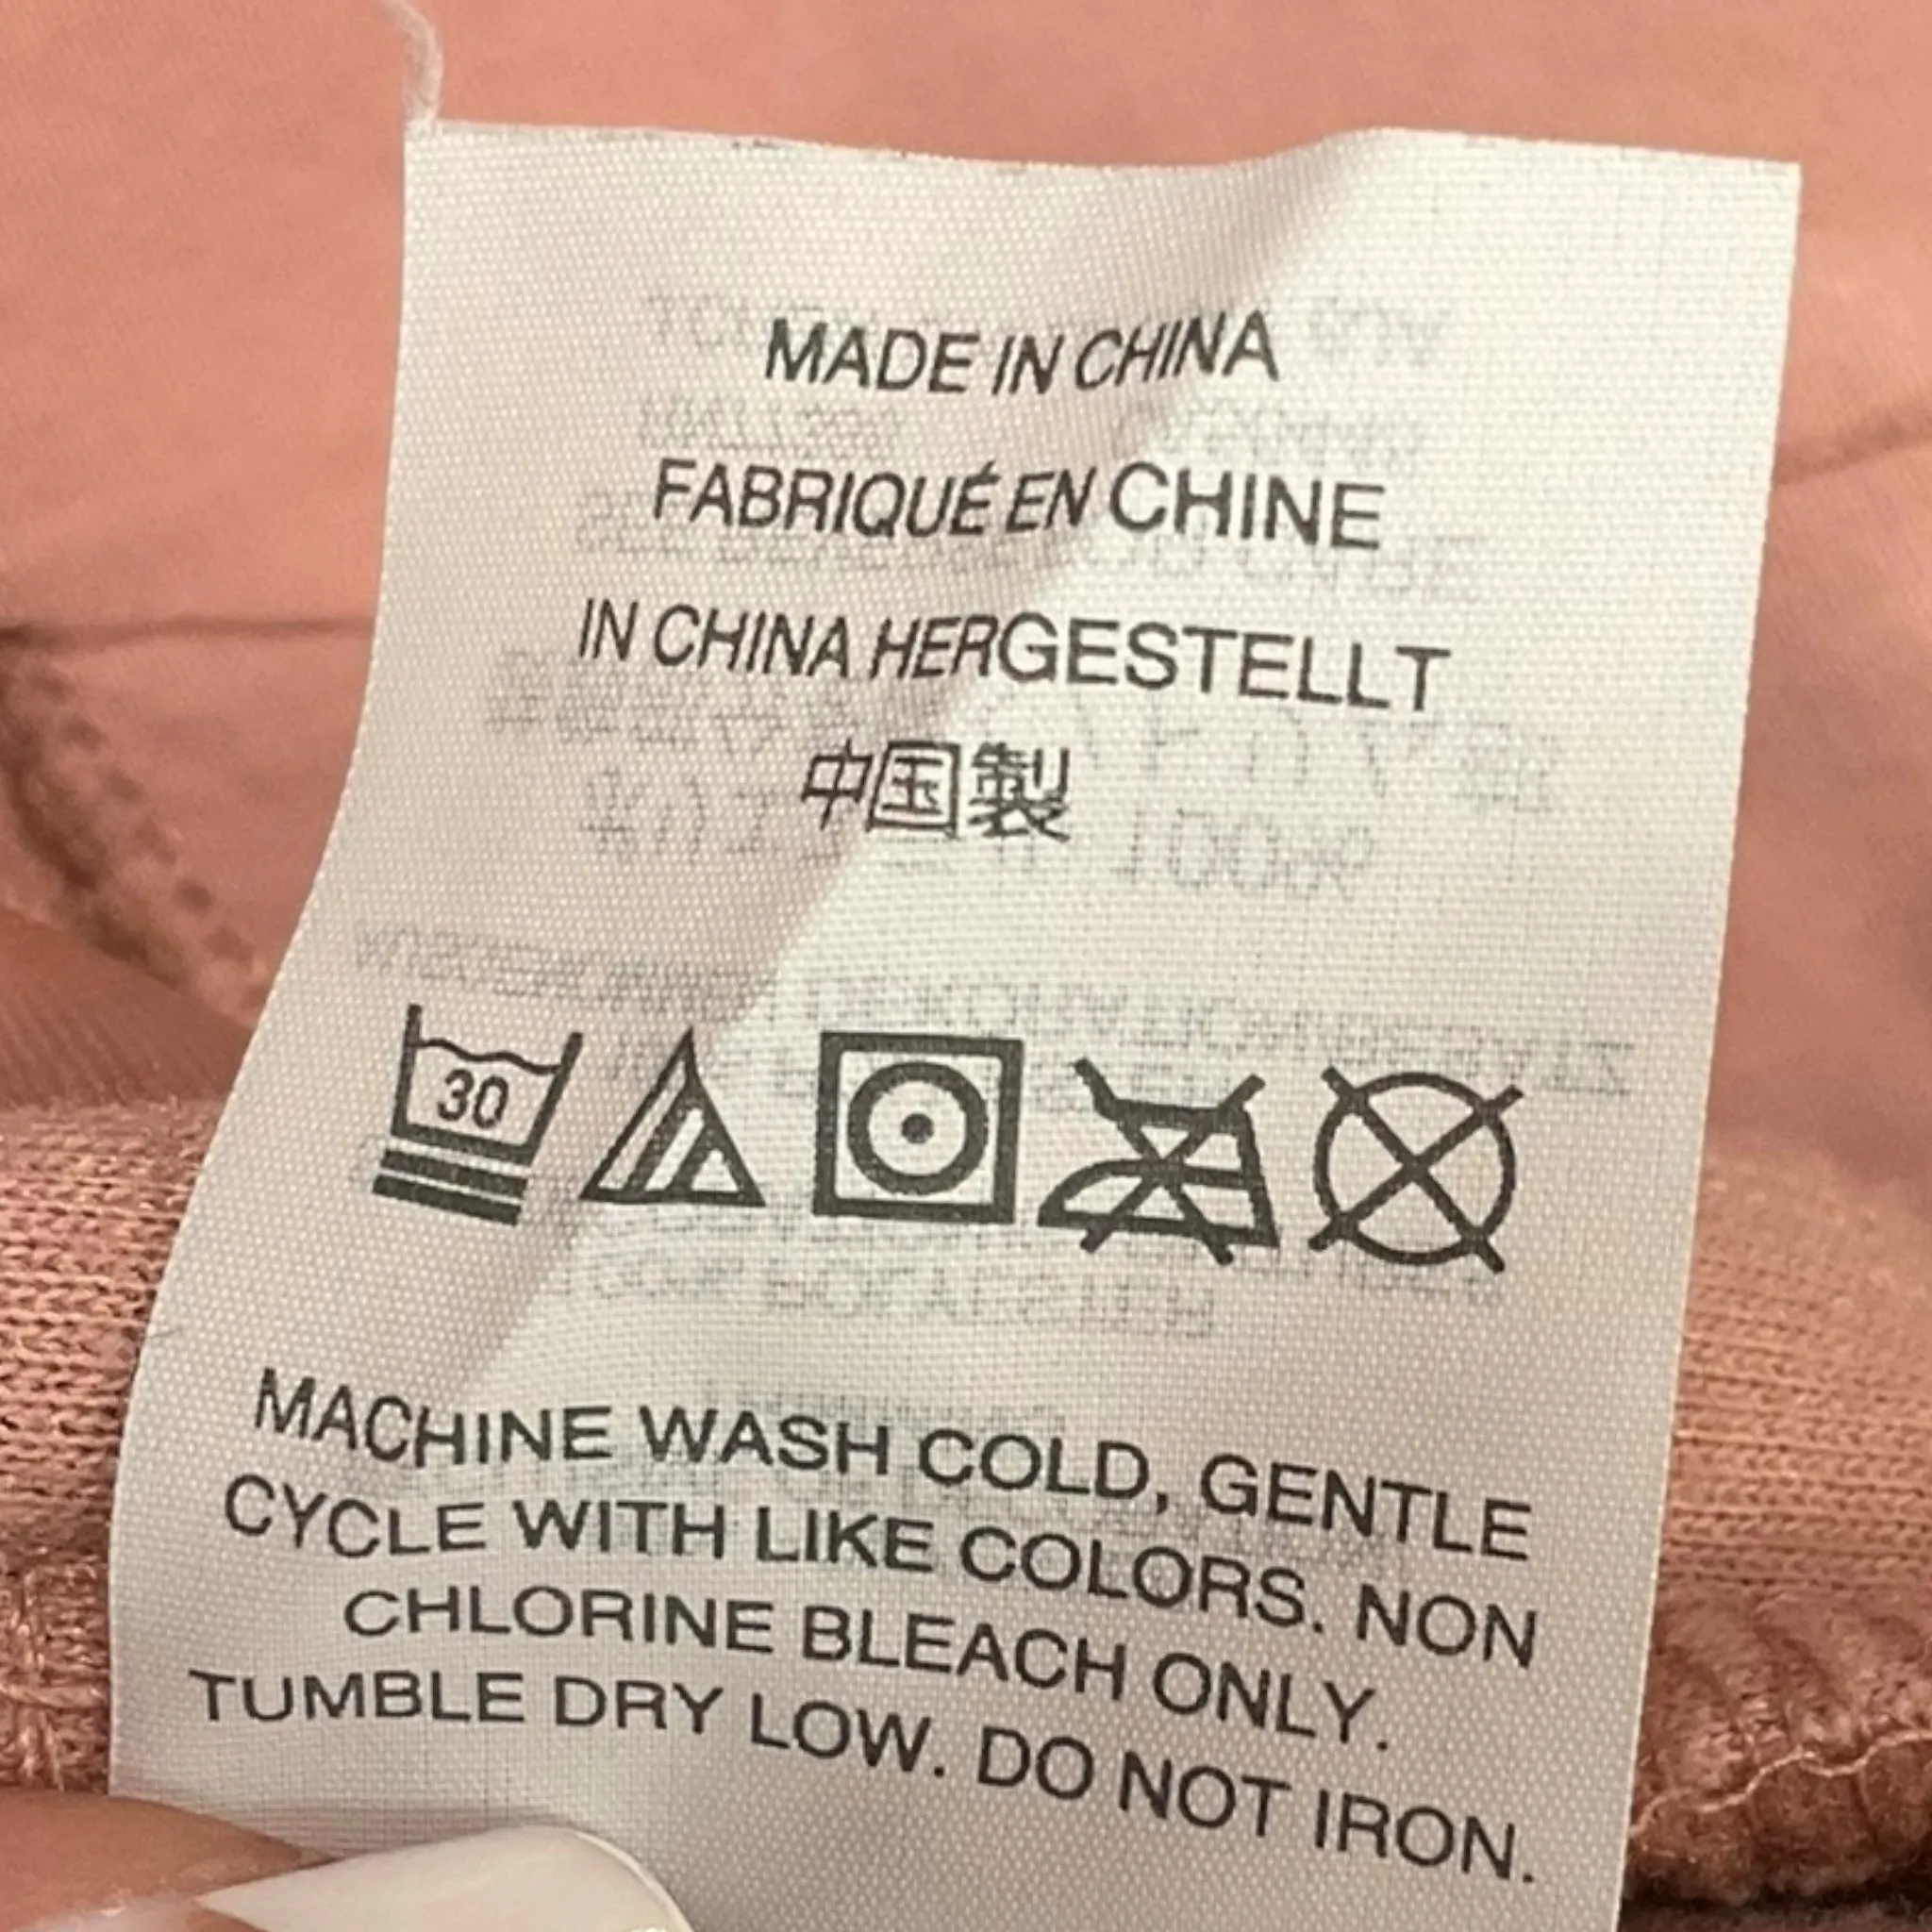 MADE IN CHINA
FABRIQUÉ EN CHINE
IN CHINA HERGESTELLT
中国製
30
MACHINE WASH COLD, GENTLE
CYCLE WITH LIKE COLORS. NON
CHLORINE BLEACH ONLY.
TUMBLE DRY LOW. DO NOT IRON.